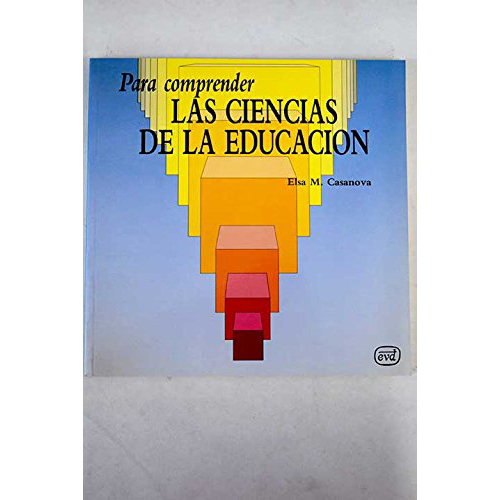 Para comprender
LAS CIENCIAS
DE LA EDUCACION
Elsa M. Casanova
evd